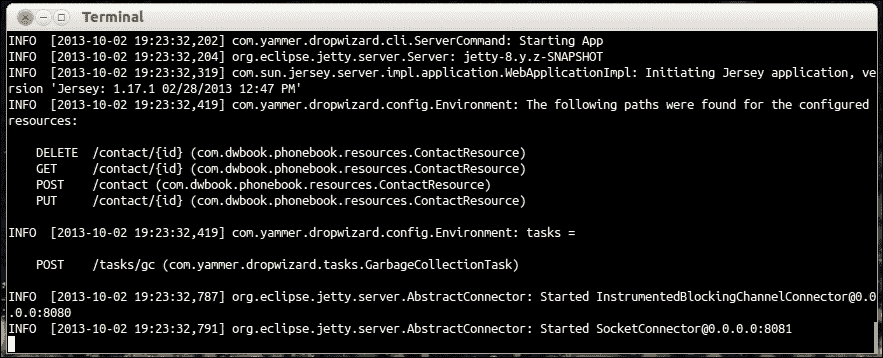 Terminal
INFO  [2013-10-02 19:23:32,202] com.yammer.dropwizard.cli.ServerCommand: Starting App
INFO  [2013-10-02 19:23:32,204] org.eclipse.jetty.server.Server: jetty-8.y.z-SNAPSHOT
INFO  [2013-10-02 19:23:32,319] com.sun.jersey.server.impl.application.WebApplicationImpl: Initiating Jersey application, ve
rsion 'Jersey: 1.17.1 02/28/2013 12:47 PM'
INFO  [2013-10-02 19:23:32,419] com.yammer.dropwizard.config.Environment: The following paths were found for the configured
resources:
    DELETE  /contact/{id} (com.dwbook.phonebook.resources.ContactResource)
    GET     /contact/{id} (com.dwbook.phonebook.resources.ContactResource)
    POST    /contact (com.dwbook.phonebook.resources.ContactResource)
    PUT     /contact/{id} (com.dwbook.phonebook.resources.ContactResource)
INFO  [2013-10-02 19:23:32,419] com.yammer.dropwizard.config.Environment: tasks =
    POST    /tasks/gc (com.yammer.dropwizard.tasks.GarbageCollectionTask)
INFO  [2013-10-02 19:23:32,787] org.eclipse.jetty.server.AbstractConnector: Started InstrumentedBlockingChannelConnector@0.0
.0.0:8080
INFO  [2013-10-02 19:23:32,791] org.eclipse.jetty.server.AbstractConnector: Started SocketConnector@0.0.0.0:8081